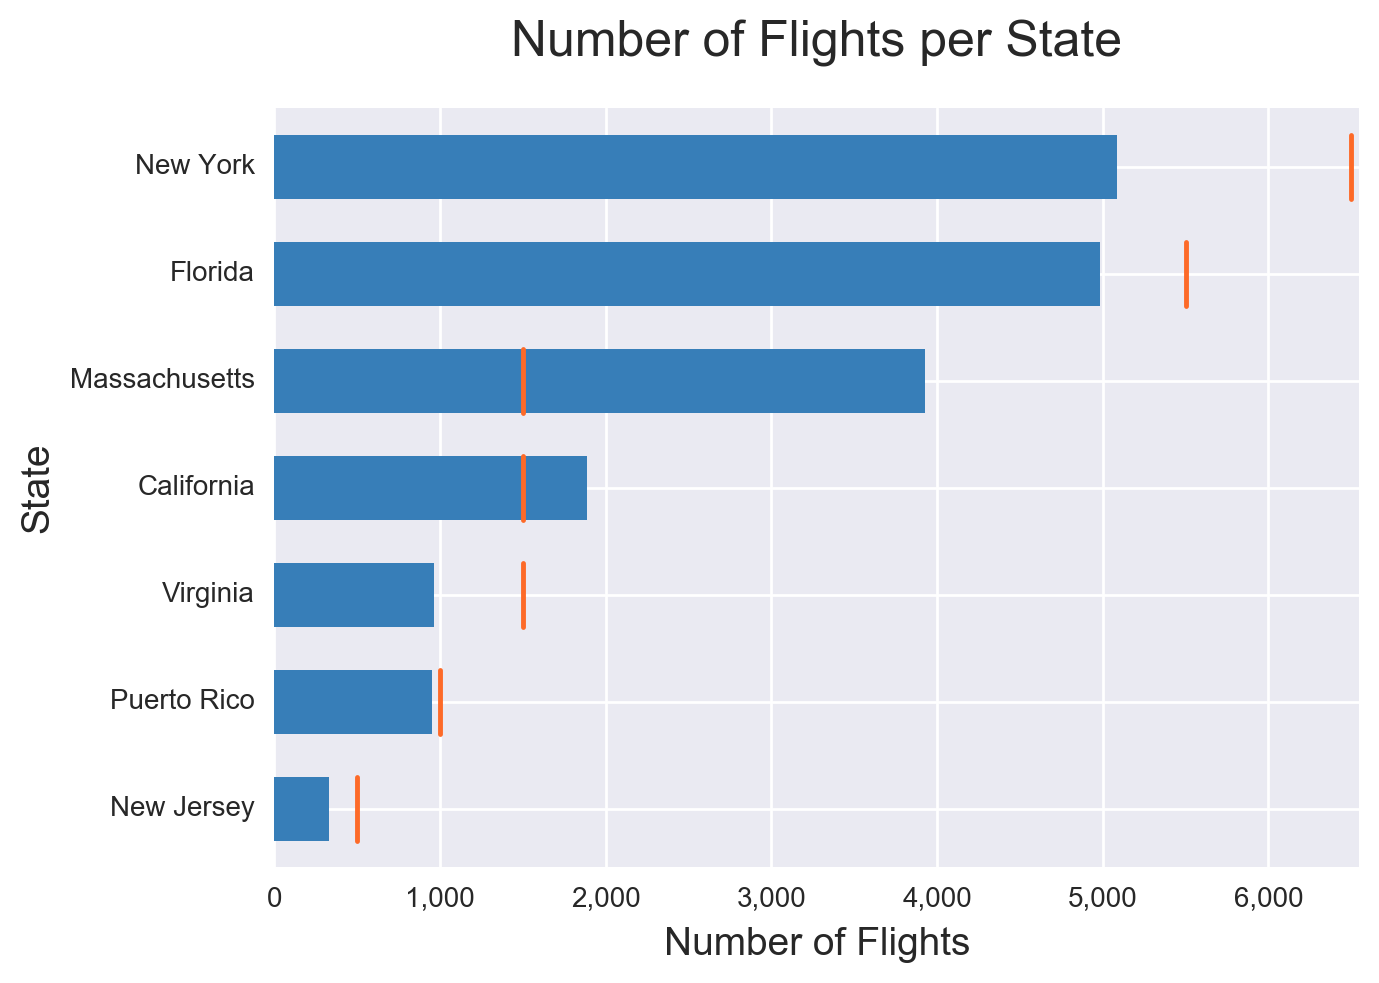 Number of Flights per State
New York
Florida
Massachusetts
California
Virginia
Puerto Rico
New Jersey
State
0 1,000 2,000 3,000 4,000 5,000 6,000
Number of Flights